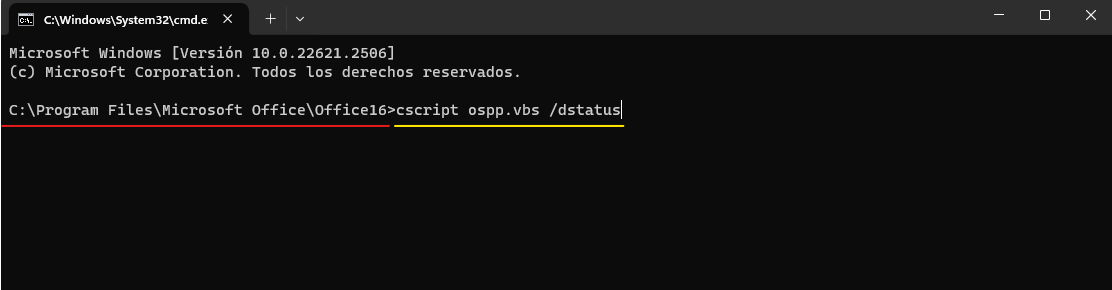 C:\Windows\System32\cmd.e
Microsoft Windows [Versión 10.0.22621.2506]
(c) Microsoft Corporation. Todos los derechos reservados.
C:\Program Files\Microsoft Office\Office16>cscript ospp.vbs /dstatus